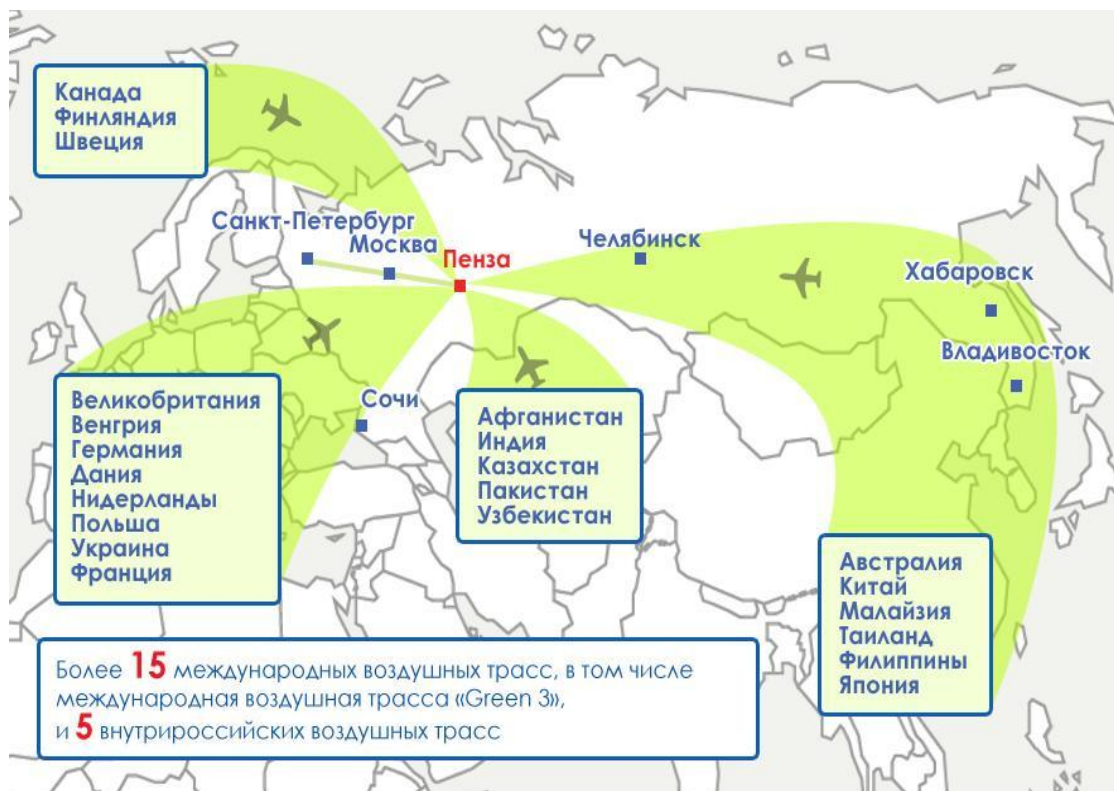 Канада
Финляндия
Швеция
Санкт-Петербург
Москва
Пенза
Челябинск
Хабаровск
Владивосток
Сочи
Великобритания
Венгрия
Германия
Дания
Нидерланды
Польша
Украина
Франция
Афганистан
Индия
Казахстан
Пакистан
Узбекистан
Австралия
Китай
Малайзия
Таиланд
Филиппины
Япония
Более 15 международных воздушных трасс, в том числе
международная воздушная трасса «Green 3»,
и 5 внутрироссийских воздушных трасс